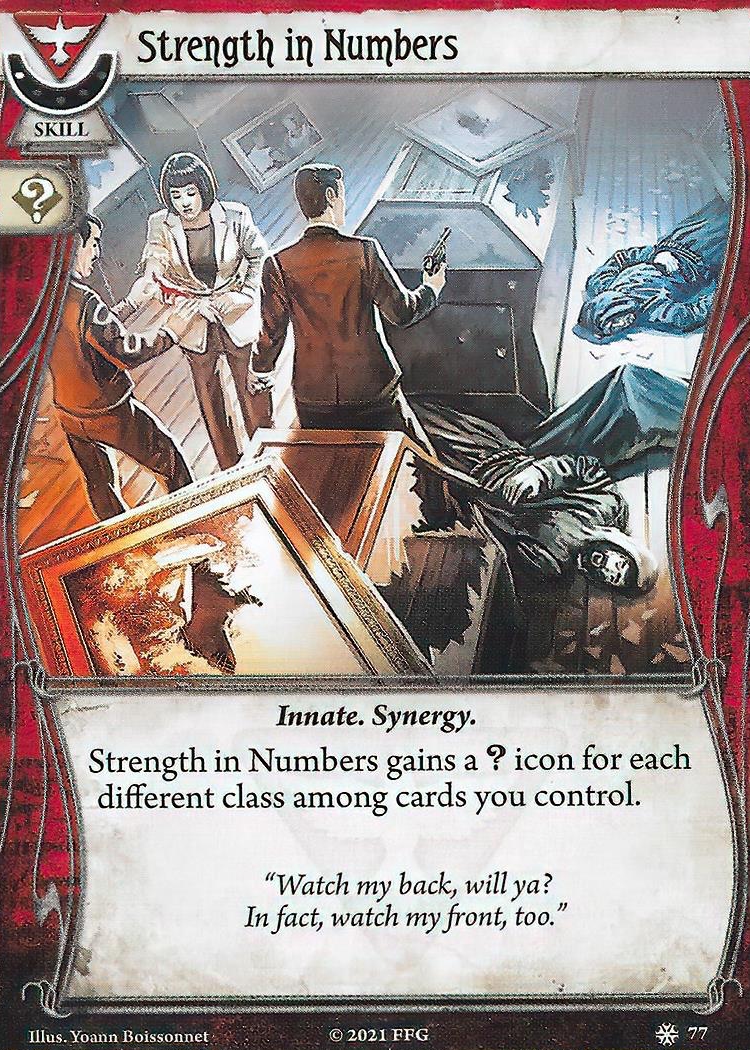 Strength in Numbers
SKILL
?
Innate. Synergy.
Strength in Numbers gains a ? icon for each
different class among cards you control.
“Watch my back, will ya?
In fact, watch my front, too.”
Illus. Yoann Boissonnet © 2021 FFG 77